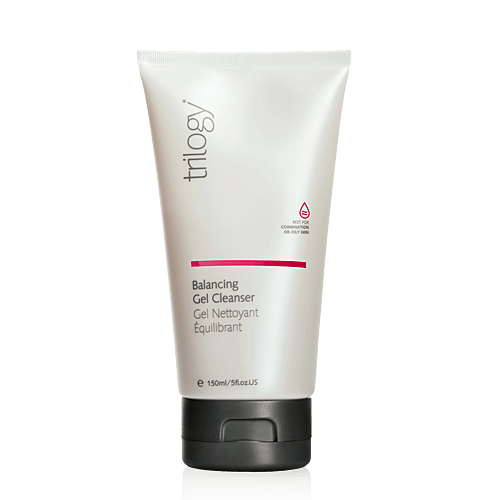 trilogy
BEST FOR
COMBINATION
OR OILY SKIN
Balancing
Gel Cleanser
Gel Nettoyant
Équilibrant
℮ 150ml/5fl.oz.US